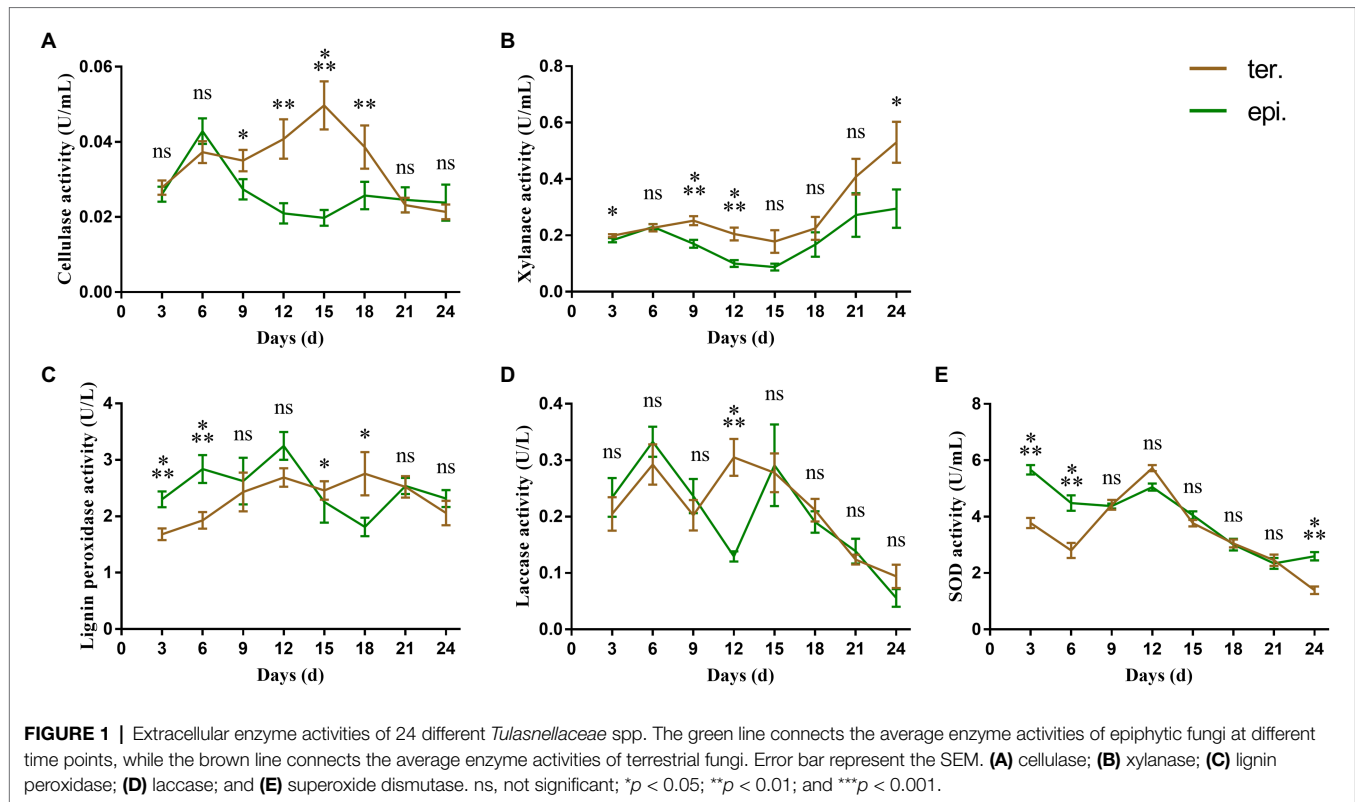 A
Cellulase activity (U/mL)
0.06
0.04
0.02
0.00
ns
ns
*
**
*
**
**
ns
ns
0
3
6
9
12
15
18
21
24
Days (d)
B
Xylanace activity (U/mL)
0.8
0.6
0.4
0.2
0.0
*
ns
*
**
*
**
ns
ns
ns
*
0
3
6
9
12
15
18
21
24
Days (d)
ter.
epi.
C
Lignin peroxidase activity (U/L)
4
3
2
1
0
*
**
*
**
ns
ns
*
*
ns
ns
0
3
6
9
12
15
18
21
24
Days (d)
D
Laccase activity (U/L)
0.4
0.3
0.2
0.1
0.0
ns
ns
ns
*
**
ns
ns
ns
ns
0
3
6
9
12
15
18
21
24
Days (d)
E
SOD activity (U/mL)
8
6
4
2
0
*
**
*
**
ns
ns
ns
ns
ns
*
**
0
3
6
9
12
15
18
21
24
Days (d)
FIGURE 1 | Extracellular enzyme activities of 24 different Tulasnellaceae spp. The green line connects the average enzyme activities of epiphytic fungi at different
time points, while the brown line connects the average enzyme activities of terrestrial fungi. Error bar represent the SEM. (A) cellulase; (B) xylanase; (C) lignin
peroxidase; (D) laccase; and (E) superoxide dismutase. ns, not significant; *p < 0.05; **p < 0.01; and ***p < 0.001.